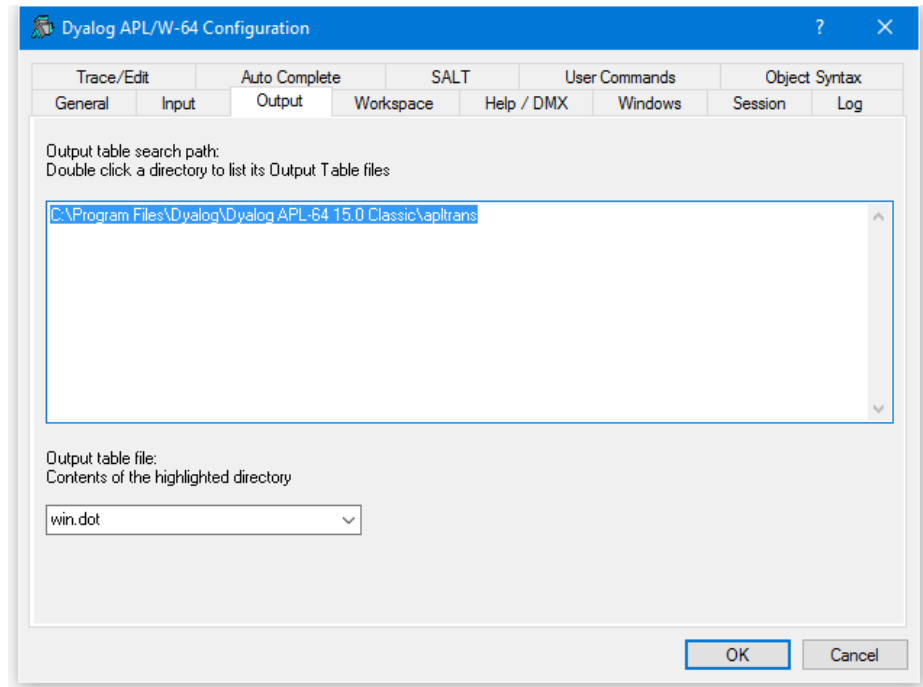 Dyalog APL/W-64 Configuration ?
Trace/Edit Auto Complete SALT User Commands Object Syntax
General Input Output Workspace Help / DMX Windows Session Log
Output table search path:
Double click a directory to list its Output Table files
C:\Program Files\Dyalog\Dyalog APL-64 15.0 Classic\apltrans
Output table file:
Contents of the highlighted directory
win.dot
OK Cancel